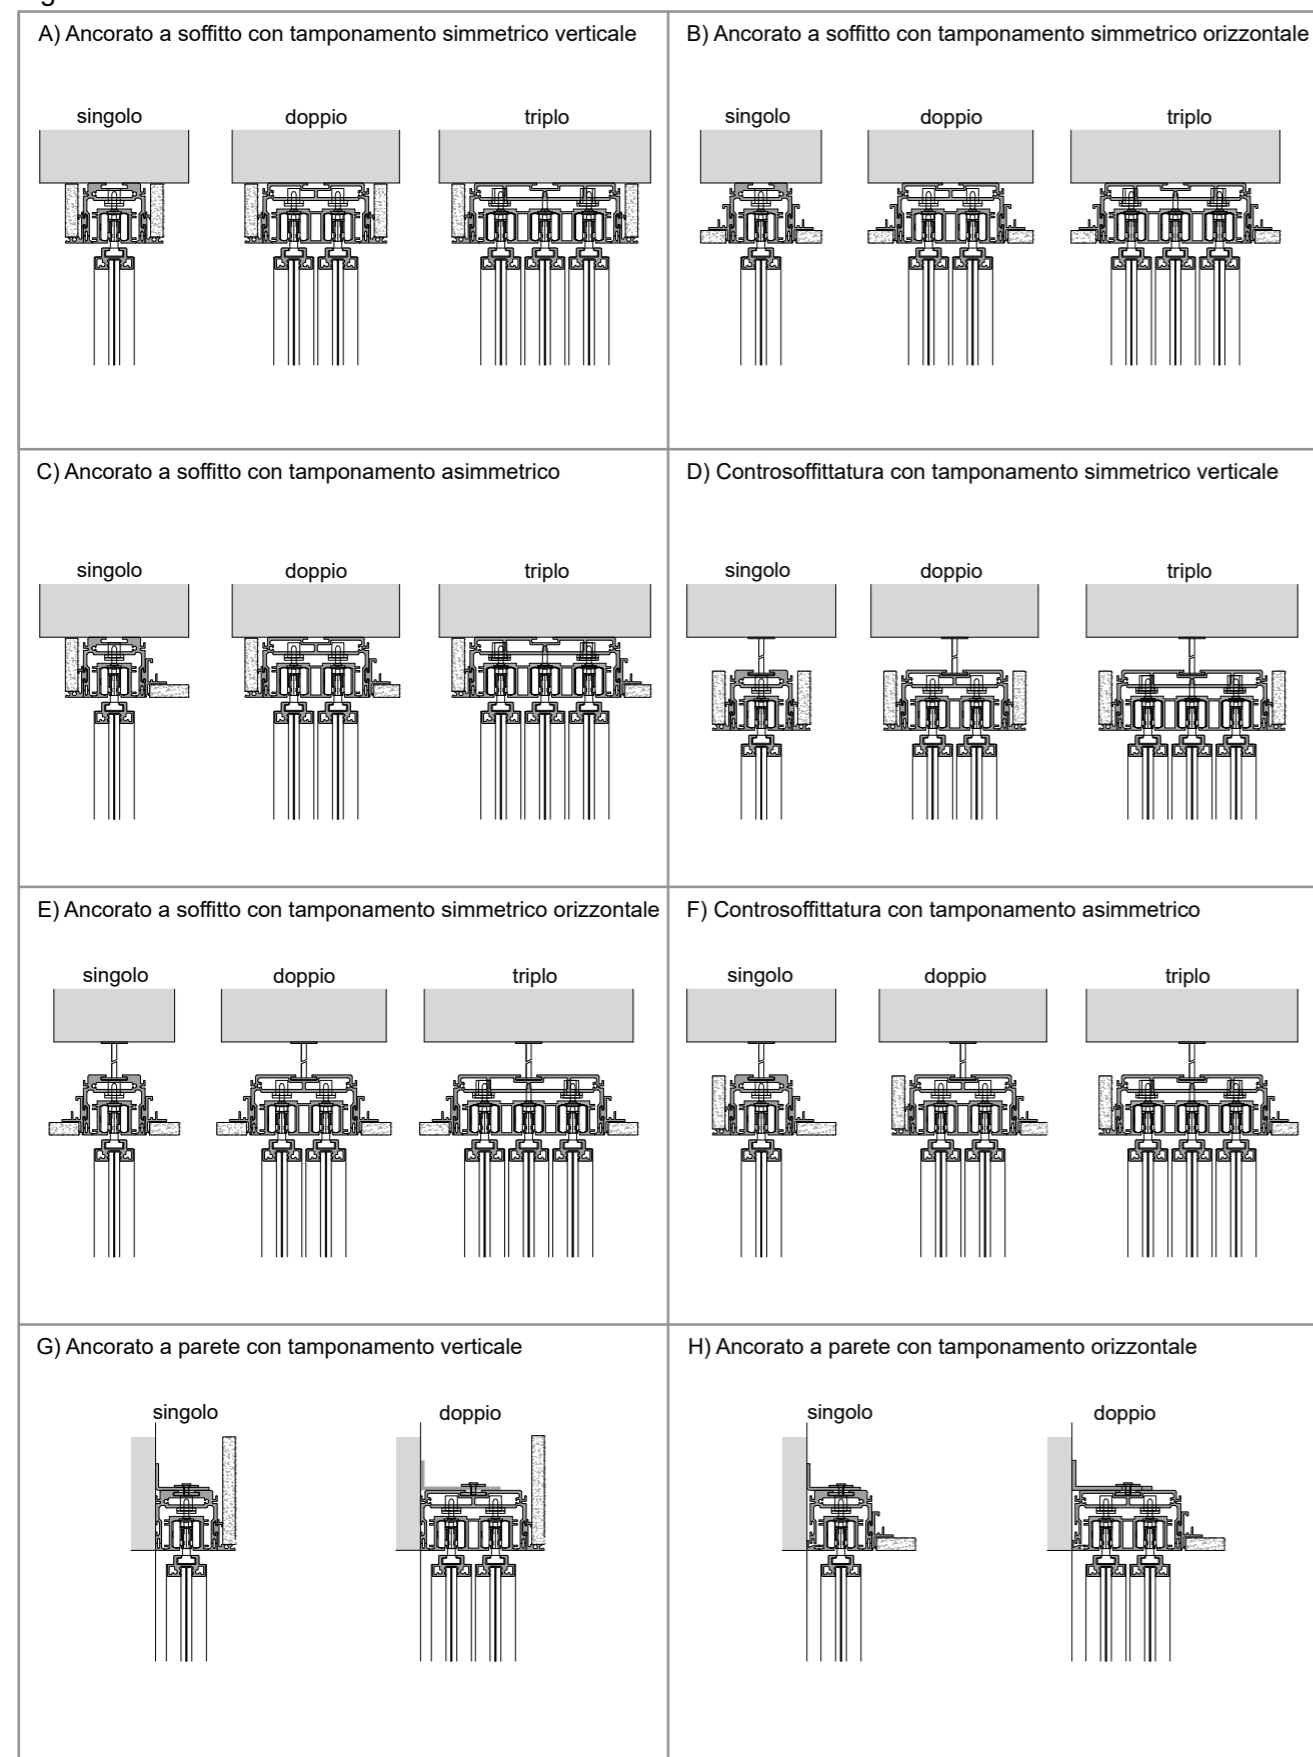 A) Ancorato a soffitto con tamponamento simmetrico verticale
singolo doppio triplo
B) Ancorato a soffitto con tamponamento simmetrico orizzontale
singolo doppio triplo
C) Ancorato a soffitto con tamponamento asimmetrico
singolo doppio triplo
D) Controsoffittatura con tamponamento simmetrico verticale
singolo doppio triplo
E) Ancorato a soffitto con tamponamento simmetrico orizzontale
singolo doppio triplo
F) Controsoffittatura con tamponamento asimmetrico
singolo doppio triplo
G) Ancorato a parete con tamponamento verticale
singolo doppio
H) Ancorato a parete con tamponamento orizzontale
singolo doppio